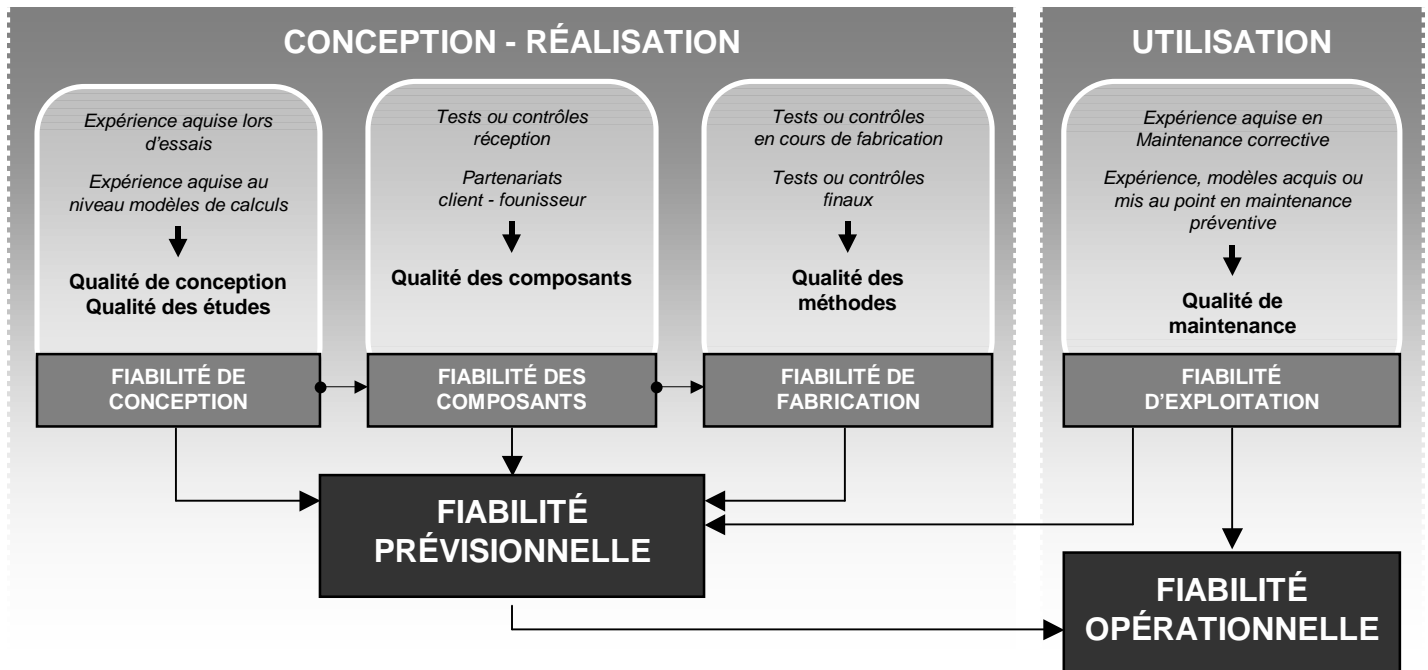 CONCEPTION - RÉALISATION
Expérience aquise lors
d'essais
Expérience aquise au
niveau modèles de calculs
Qualité de conception
Qualité des études
FIABILITÉ DE
CONCEPTION
Tests ou contrôles
réception
Partenariats
client - founisseur
Qualité des composants
FIABILITÉ DES
COMPOSANTS
Tests ou contrôles
en cours de fabrication
Tests ou contrôles
finaux
Qualité des
méthodes
FIABILITÉ DE
FABRICATION
FIABILITÉ
PRÉVISIONNELLE
UTILISATION
Expérience aquise en
Maintenance corrective
Expérience, modèles acquis ou
mis au point en maintenance
préventive
Qualité de
maintenance
FIABILITÉ
D'EXPLOITATION
FIABILITÉ
OPÉRATIONNELLE